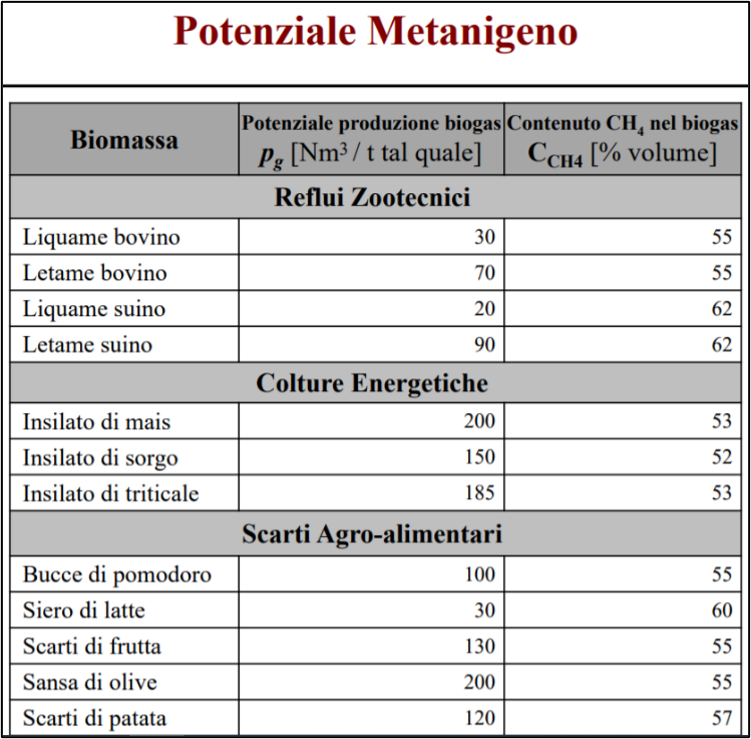 Potenziale Metanigeno
Biomassa
Potenziale produzione biogas
p_g [Nm³ / t tal quale]
Contenuto CH₄ nel biogas
C_CH4 [% volume]
Reflui Zootecnici
Liquame bovino 30 55
Letame bovino 70 55
Liquame suino 20 62
Letame suino 90 62
Colture Energetiche
Insilato di mais 200 53
Insilato di sorgo 150 52
Insilato di triticale 185 53
Scarti Agro-alimentari
Bucce di pomodoro 100 55
Siero di latte 30 60
Scarti di frutta 130 55
Sansa di olive 200 55
Scarti di patata 120 57